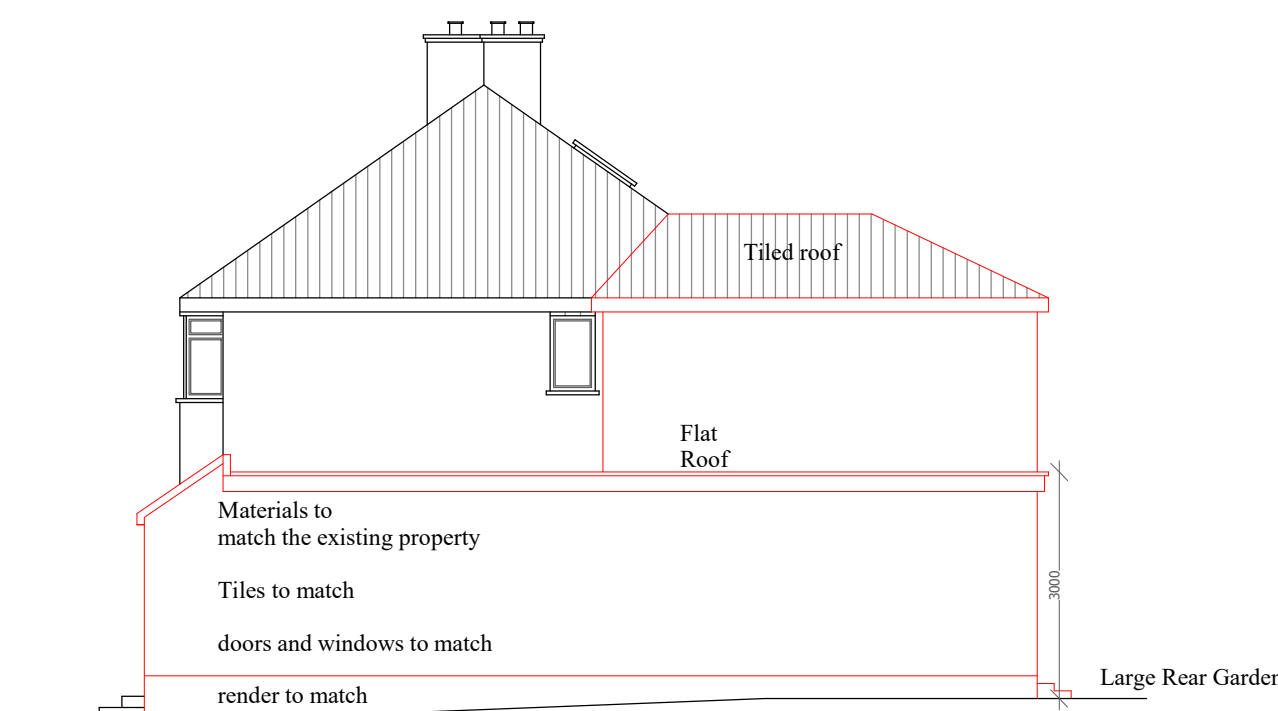 Tiled roof
Flat
Roof
Materials to
match the existing property
Tiles to match
doors and windows to match
render to match
3000
Large Rear Garden